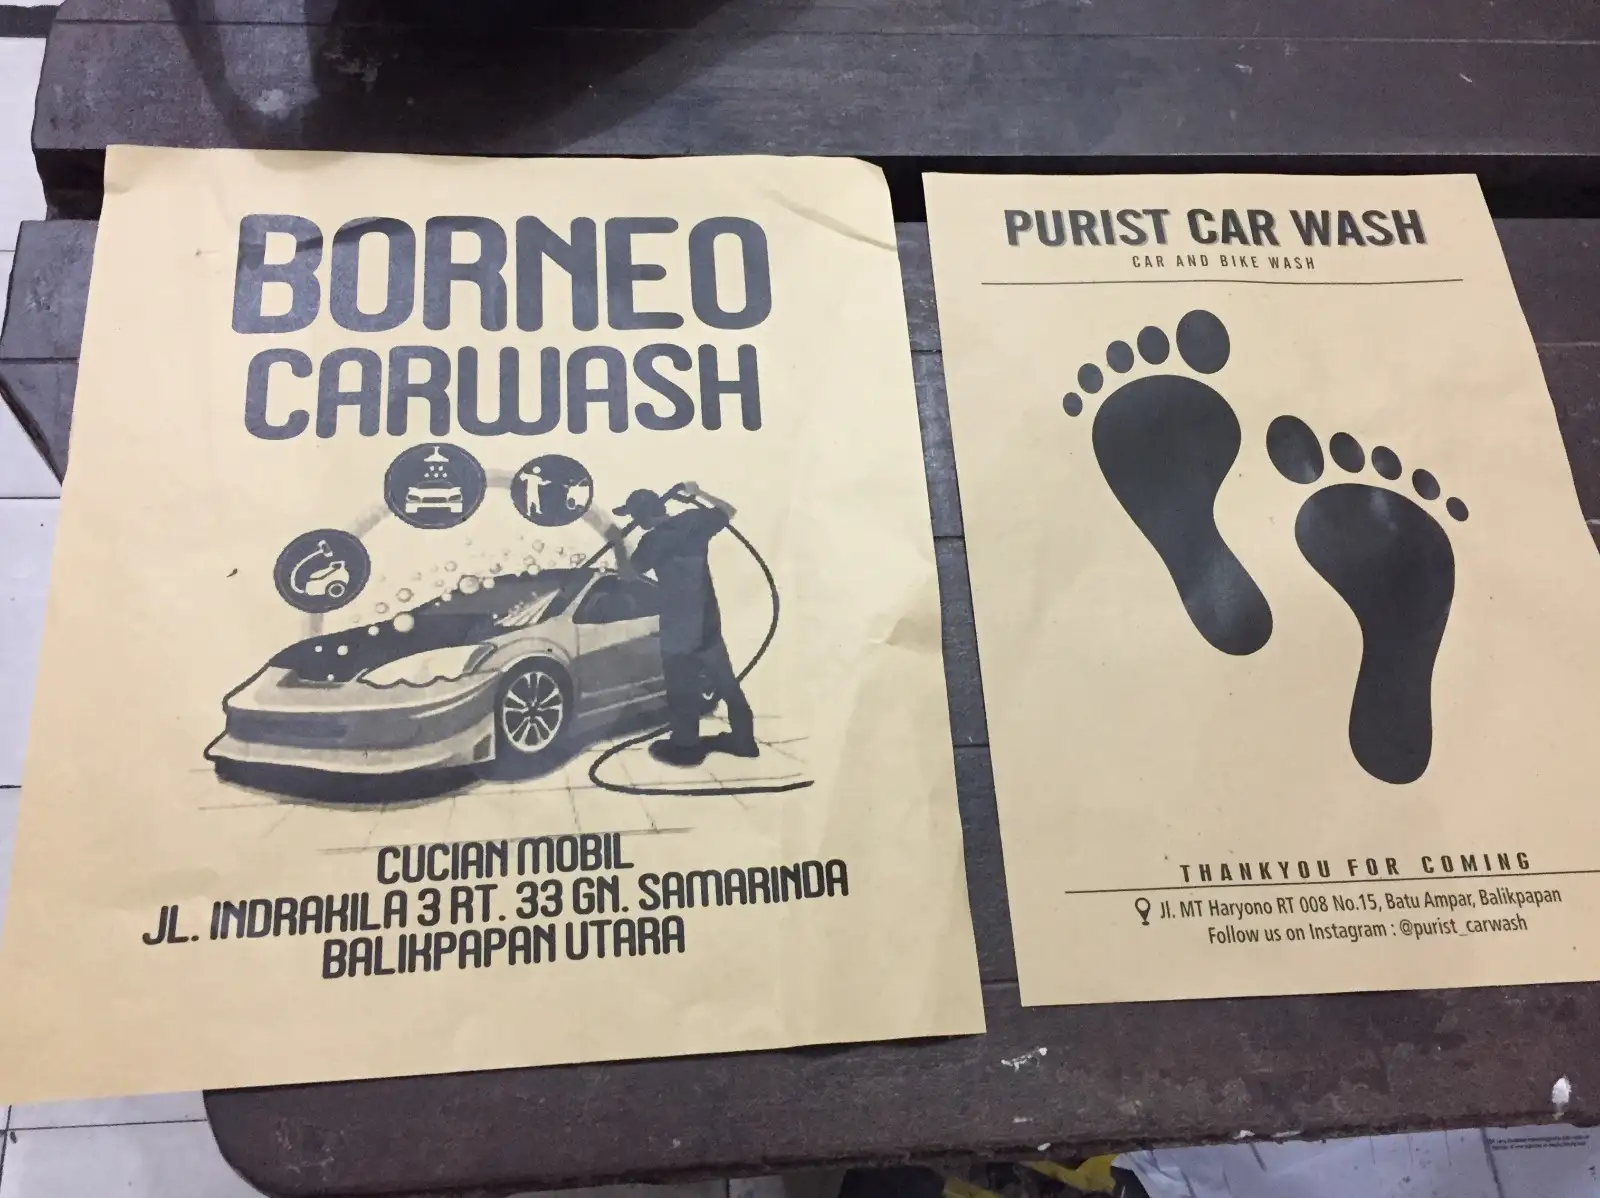 BORNEO
CARWASH
CUCIAN MOBIL
JL. INDRAKILA 3 RT. 33 GN. SAMARINDA
BALIKPAPAN UTARA
PURIST CAR WASH
CAR AND BIKE WASH
THANKYOU FOR COMING
Jl. MT Haryono RT 008 No.15, Batu Ampar, Balikpapan
Follow us on Instagram : @purist_carwash